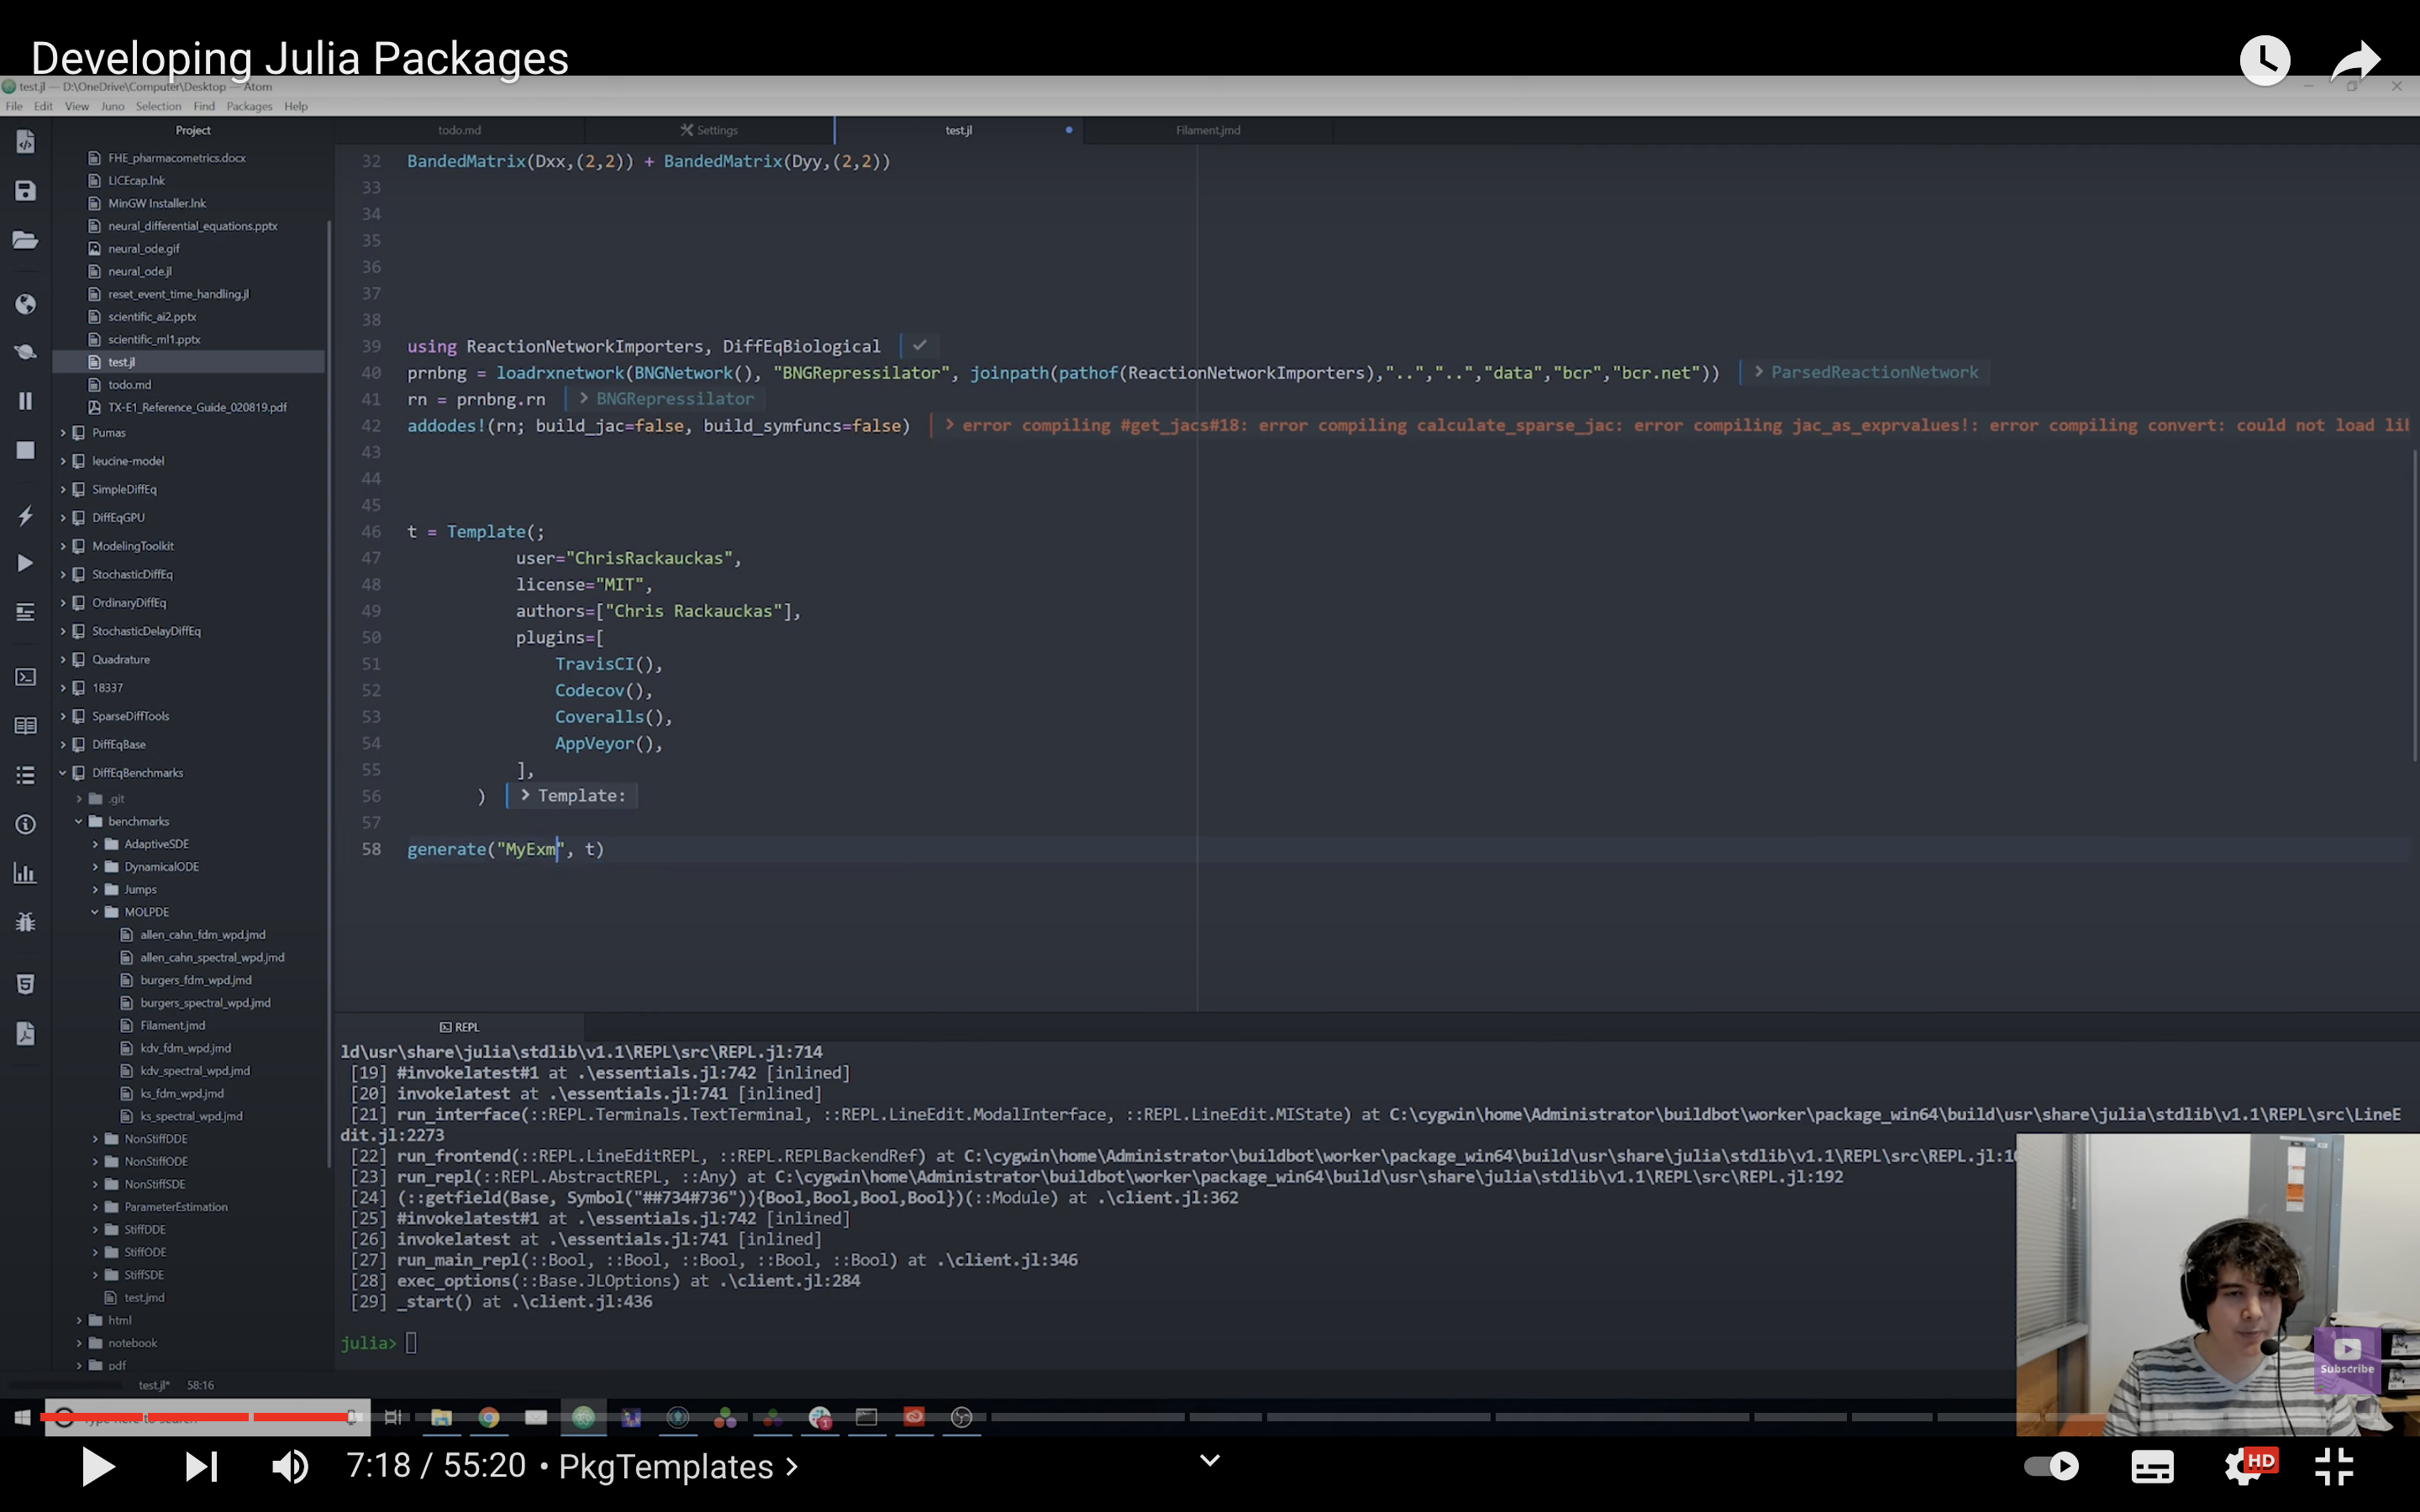 Developing Julia Packages
test.jl — D:\OneDrive\Computer\Desktop — Atom
File Edit View Juno Selection Find Packages Help
Project
todo.md
Settings
test.jl
Filament.jmd
FHE_pharmacometrics.docx
LICEcap.lnk
MinGW Installer.lnk
neural_differential_equations.pptx
neural_ode.gif
neural_ode.jl
reset_event_time_handling.jl
scientific_ai2.pptx
scientific_ml1.pptx
test.jl
todo.md
TX-E1_Reference_Guide_020819.pdf
Pumas
leucine-model
SimpleDiffEq
DiffEqGPU
ModelingToolkit
StochasticDiffEq
OrdinaryDiffEq
StochasticDelayDiffEq
Quadrature
18337
SparseDiffTools
DiffEqBase
DiffEqBenchmarks
.git
benchmarks
AdaptiveSDE
DynamicalODE
Jumps
MOLPDE
allen_cahn_fdm_wpd.jmd
allen_cahn_spectral_wpd.jmd
burgers_fdm_wpd.jmd
burgers_spectral_wpd.jmd
Filament.jmd
kdv_fdm_wpd.jmd
kdv_spectral_wpd.jmd
ks_fdm_wpd.jmd
ks_spectral_wpd.jmd
NonStiffDDE
NonStiffODE
NonStiffSDE
ParameterEstimation
StiffDDE
StiffODE
StiffSDE
test.jmd
html
notebook
pdf
32 BandedMatrix(Dxx,(2,2)) + BandedMatrix(Dyy,(2,2))
33
34
35
36
37
38
39 using ReactionNetworkImporters, DiffEqBiological
40 prnbng = loadrxnetwork(BNGNetwork(), "BNGRepressilator", joinpath(pathof(ReactionNetworkImporters),"..","..","data","bcr","bcr.net")) > ParsedReactionNetwork
41 rn = prnbng.rn > BNGRepressilator
42 addodes!(rn; build_jac=false, build_symfuncs=false) > error compiling #get_jacs#18: error compiling calculate_sparse_jac: error compiling jac_as_exprvalues!: error compiling convert: could not load lil
43
44
45
46 t = Template(;
47 user="ChrisRackauckas",
48 license="MIT",
49 authors=["Chris Rackauckas"],
50 plugins=[
51 TravisCI(),
52 Codecov(),
53 Coveralls(),
54 AppVeyor(),
55 ],
56 ) > Template:
57
58 generate("MyExm", t)
REPL
ld\usr\share\julia\stdlib\v1.1\REPL\src\REPL.jl:714
[19] #invokelatest#1 at .\essentials.jl:742 [inlined]
[20] invokelatest at .\essentials.jl:741 [inlined]
[21] run_interface(::REPL.Terminals.TextTerminal, ::REPL.LineEdit.ModalInterface, ::REPL.LineEdit.MIState) at C:\cygwin\home\Administrator\buildbot\worker\package_win64\build\usr\share\julia\stdlib\v1.1\REPL\src\LineE
dit.jl:2273
[22] run_frontend(::REPL.LineEditREPL, ::REPL.REPLBackendRef) at C:\cygwin\home\Administrator\buildbot\worker\package_win64\build\usr\share\julia\stdlib\v1.1\REPL\src\REPL.jl:1
[23] run_repl(::REPL.AbstractREPL, ::Any) at C:\cygwin\home\Administrator\buildbot\worker\package_win64\build\usr\share\julia\stdlib\v1.1\REPL\src\REPL.jl:192
[24] (::getfield(Base, Symbol("##734#736")){Bool,Bool,Bool,Bool})(::Module) at .\client.jl:362
[25] #invokelatest#1 at .\essentials.jl:742 [inlined]
[26] invokelatest at .\essentials.jl:741 [inlined]
[27] run_main_repl(::Bool, ::Bool, ::Bool, ::Bool, ::Bool) at .\client.jl:346
[28] exec_options(::Base.JLOptions) at .\client.jl:284
[29] _start() at .\client.jl:436
julia>
test.jl* 58:16
Subscribe
7:18 / 55:20 • PkgTemplates >
HD